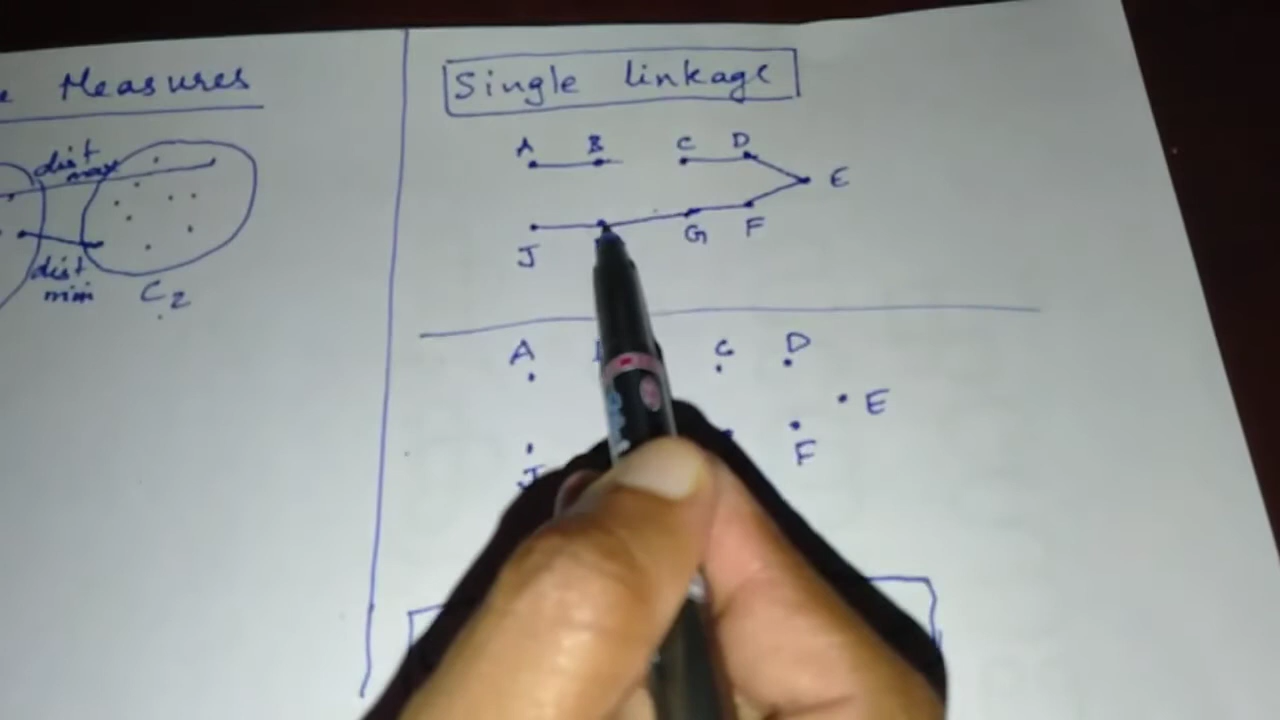 Measures
dist
max
dist
min
C2
Single linkage
A B C D
E
J G F
A C D
E
F
J